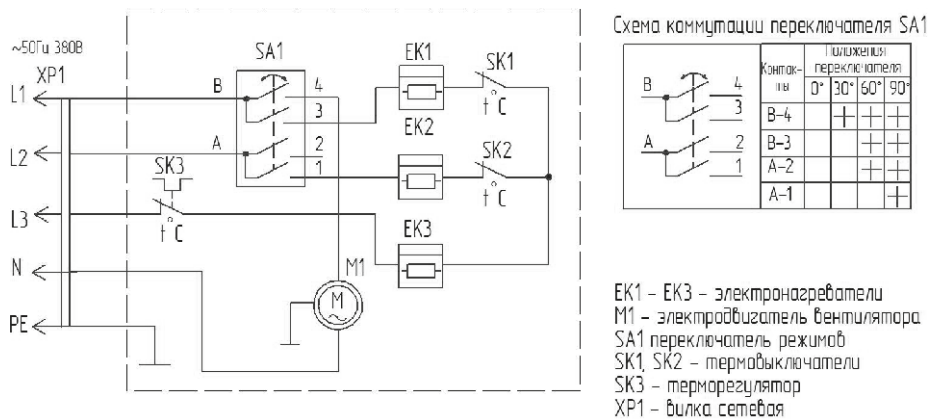 ~50Гц 380В
XP1
L1
L2
L3
N
PE
SA1
B
4
3
A
2
1
SK3
t°C
EK1
SK1
t°C
EK2
SK2
t°C
EK3
M1
M
~
Схема коммутации переключателя SA1
B
4
3
A
2
1
Контак-
ты
Положения
переключателя
0° 30° 60° 90°
B-4 + + +
B-3 + +
A-2 + +
A-1 +
EK1 - EK3 - электронагреватели
M1 - электродвигатель вентилятора
SA1 переключатель режимов
SK1, SK2 - термовыключатели
SK3 - терморегулятор
XP1 - вилка сетевая